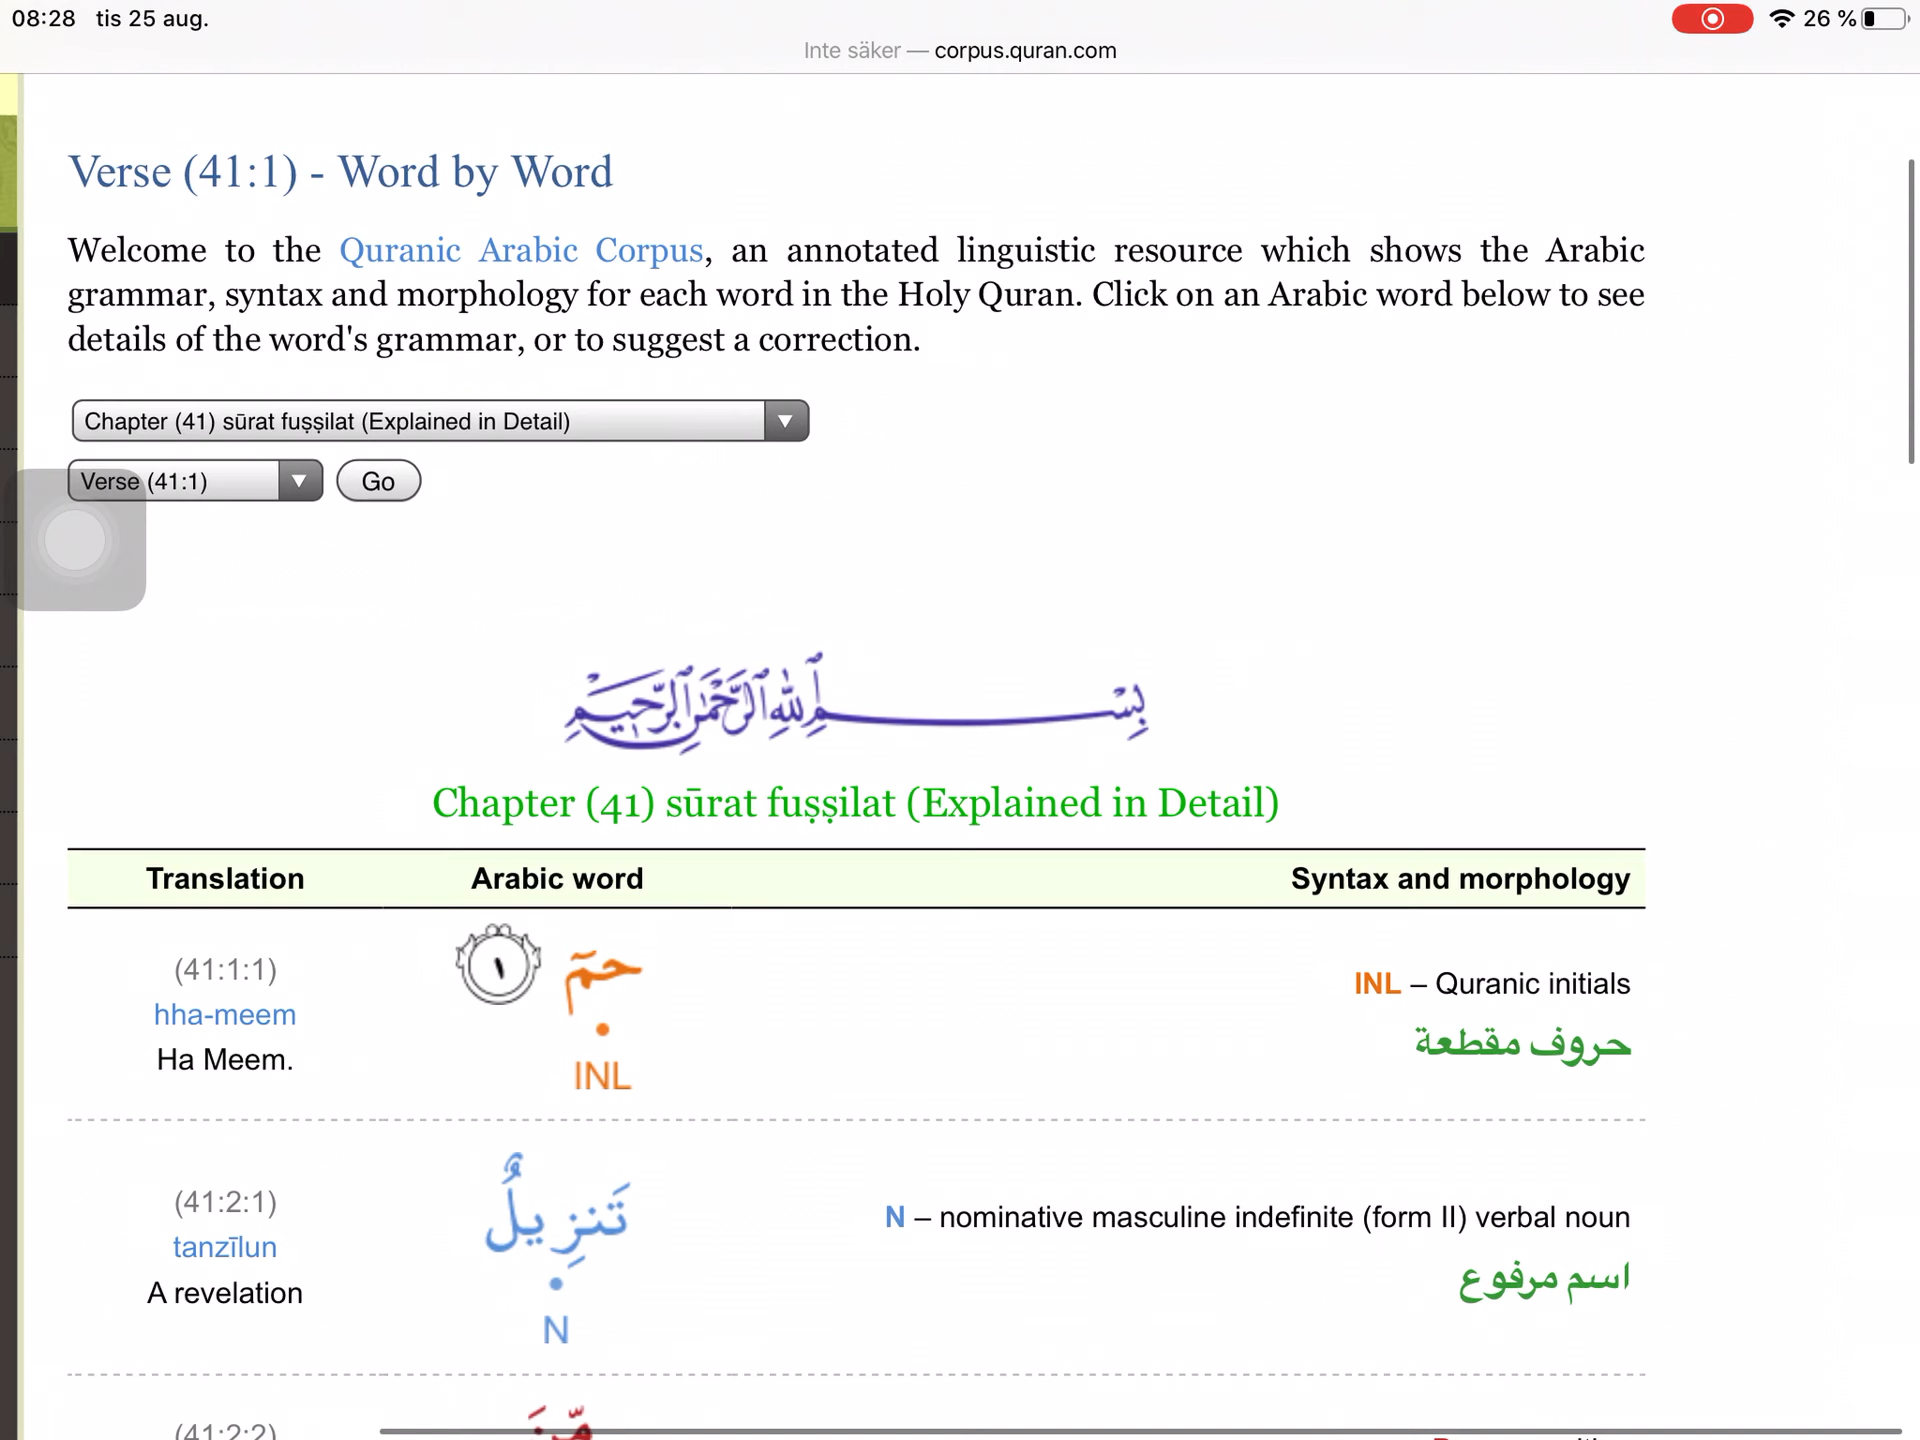 08:28 tis 25 aug.
26 %
Inte säker — corpus.quran.com
Verse (41:1) - Word by Word
Welcome to the Quranic Arabic Corpus, an annotated linguistic resource which shows the Arabic
grammar, syntax and morphology for each word in the Holy Quran. Click on an Arabic word below to see
details of the word's grammar, or to suggest a correction.
Chapter (41) sūrat fuṣṣilat (Explained in Detail)
Verse (41:1) Go
بِسْمِ ٱللَّهِ ٱلرَّحْمَٰنِ ٱلرَّحِيمِ
Chapter (41) sūrat fuṣṣilat (Explained in Detail)
Translation Arabic word Syntax and morphology
(41:1:1)
hha-meem
Ha Meem.
حمٓ ١
INL
INL – Quranic initials
حروف مقطعة
(41:2:1)
tanzīlun
A revelation
تَنزِيلٌ
N
N – nominative masculine indefinite (form II) verbal noun
اسم مرفوع
(41:2:2)
مِّنَ